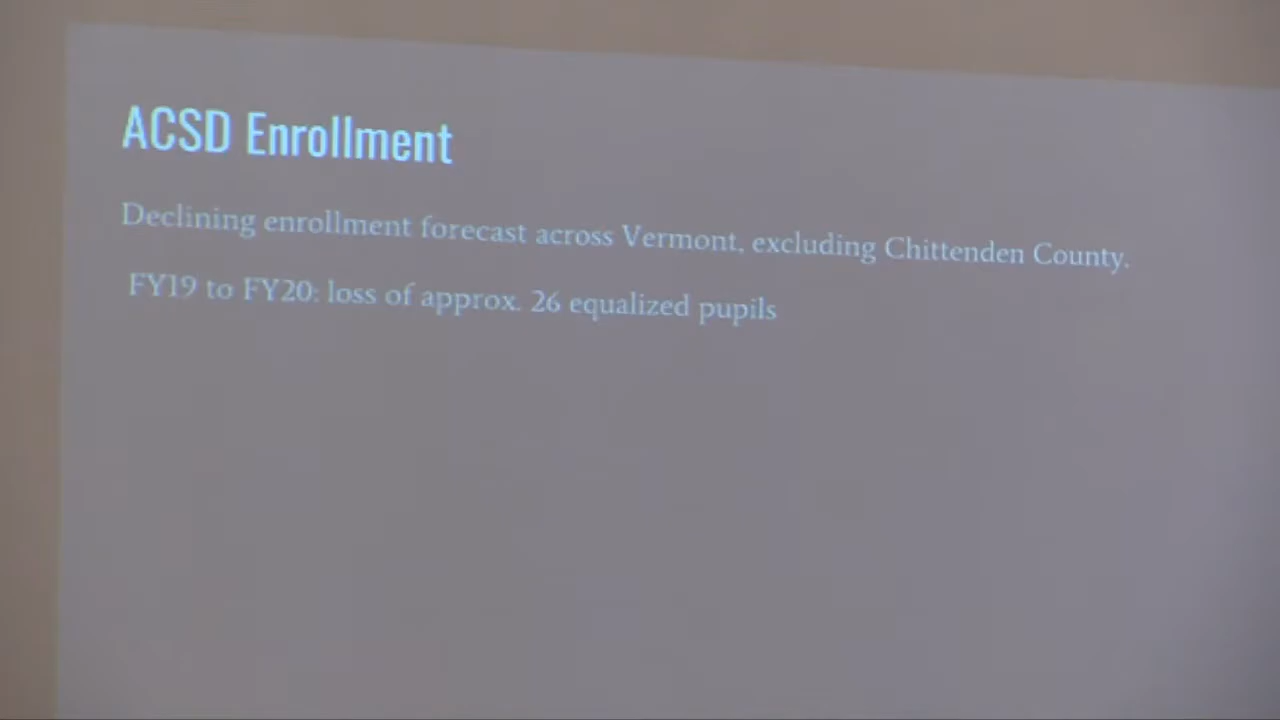 ACSD Enrollment
Declining enrollment forecast across Vermont, excluding Chittenden County.
FY19 to FY20: loss of approx. 26 equalized pupils